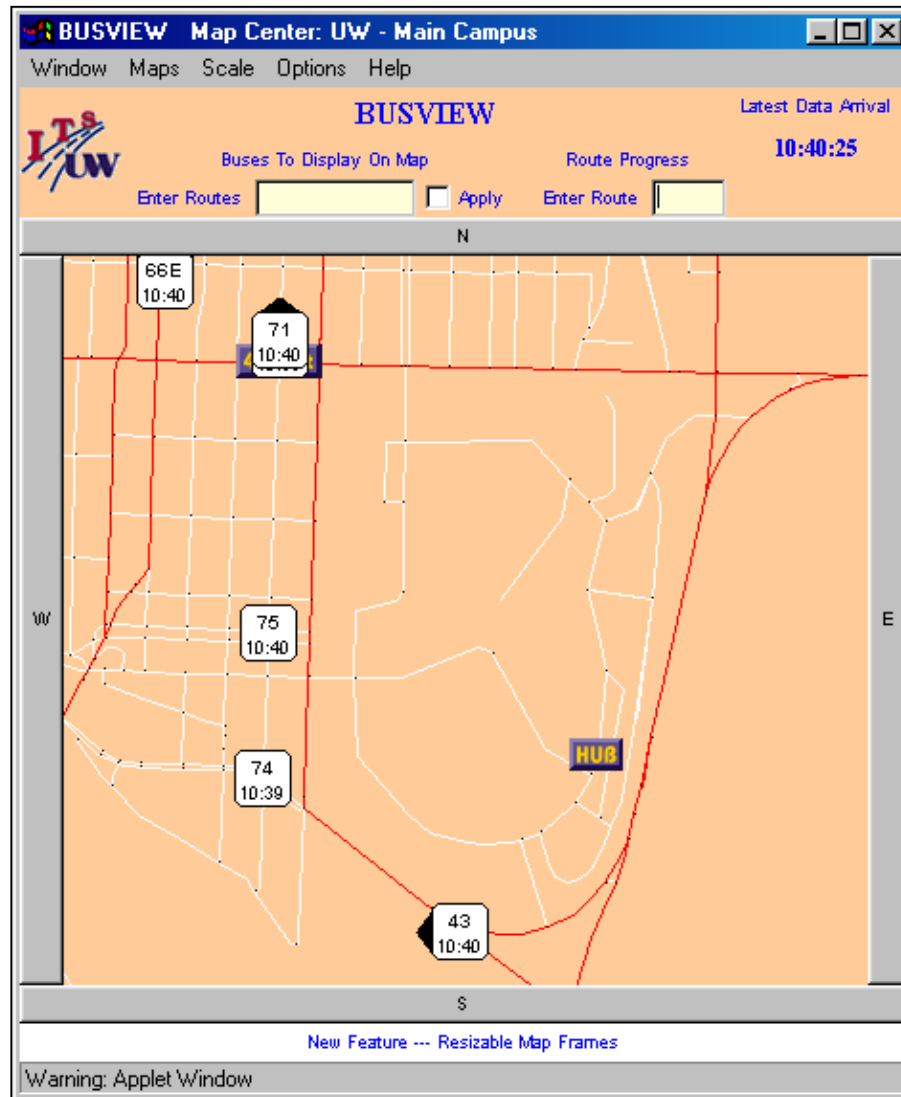 BUSVIEW Map Center: UW - Main Campus
Window Maps Scale Options Help
ITS
UW
BUSVIEW
Latest Data Arrival
10:40:25
Buses To Display On Map
Route Progress
Enter Routes
Apply
Enter Route
N
66E
10:40
71
10:40
W
E
75
10:40
HUB
74
10:39
43
10:40
S
New Feature --- Resizable Map Frames
Warning: Applet Window